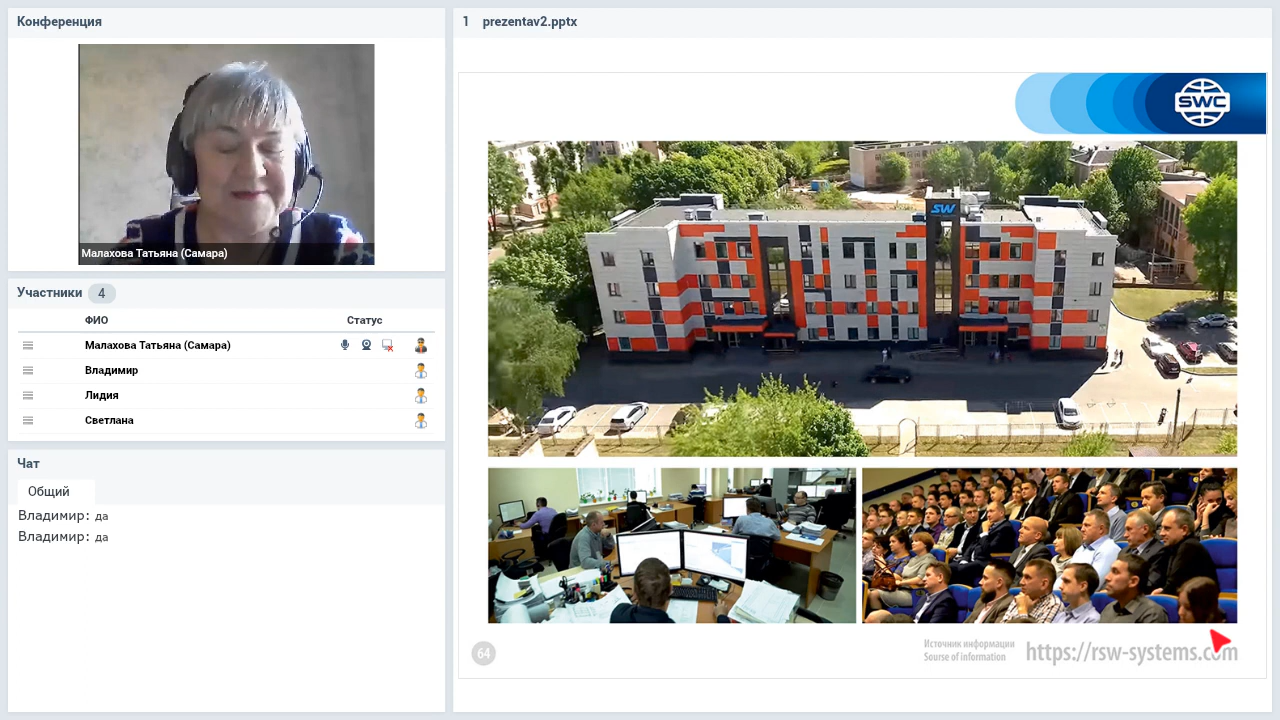 Конференция
Малахова Татьяна (Самара)
Участники 4
ФИО Статус
Малахова Татьяна (Самара)
Владимир
Лидия
Светлана
Чат
Общий
Владимир: да
Владимир: да
1 prezentav2.pptx
SWC
SW
64
Источник информации
Sourse of information
https://rsw-systems.com